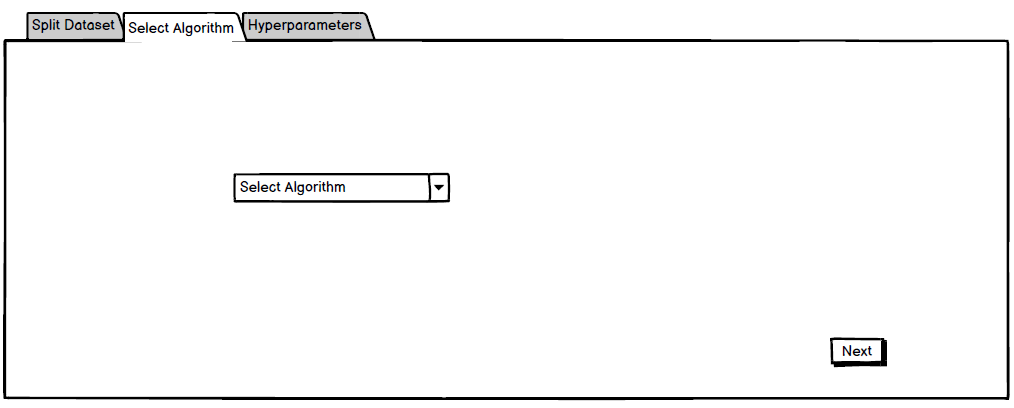 Split Dataset
Select Algorithm
Hyperparameters
Select Algorithm
Next